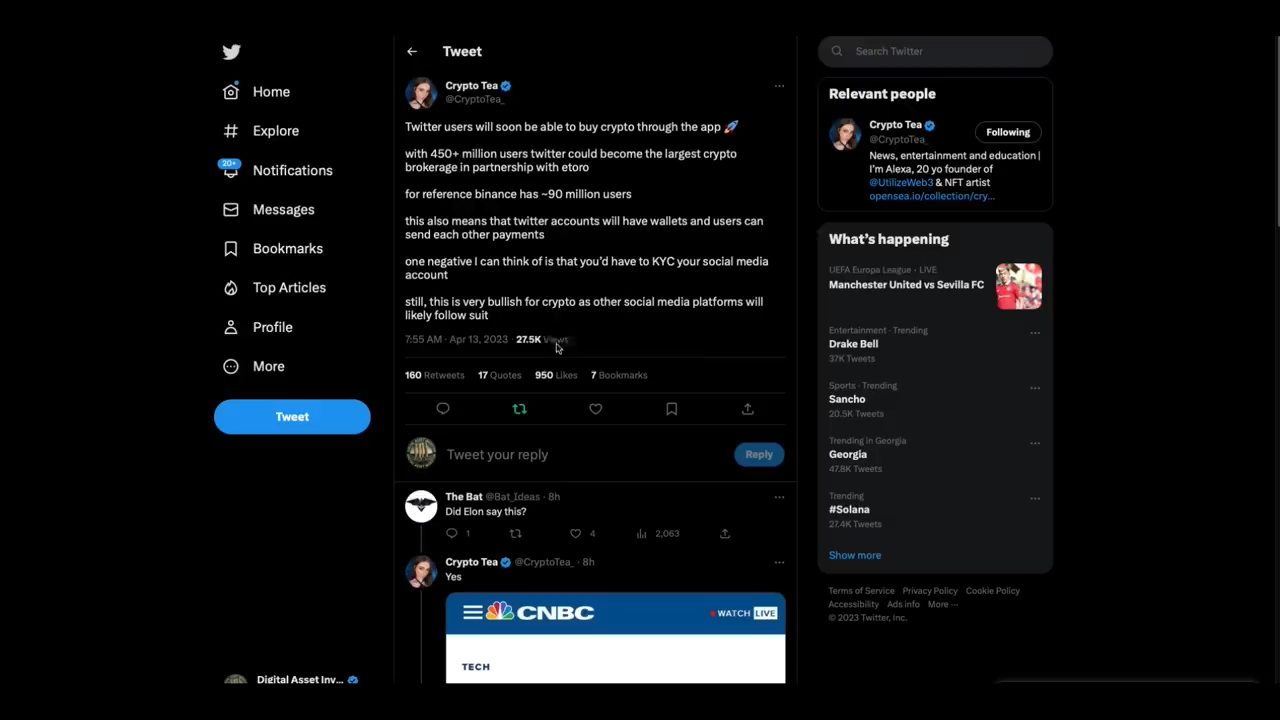 Tweet
Search Twitter
Home
Explore
20+
Notifications
Messages
Bookmarks
Top Articles
Profile
More
Tweet
Digital Asset Inv...
Crypto Tea
@CryptoTea_
Twitter users will soon be able to buy crypto through the app 🚀
with 450+ million users twitter could become the largest crypto
brokerage in partnership with etoro
for reference binance has ~90 million users
this also means that twitter accounts will have wallets and users can
send each other payments
one negative I can think of is that you’d have to KYC your social media
account
still, this is very bullish for crypto as other social media platforms will
likely follow suit
7:55 AM · Apr 13, 2023 · 27.5K Views
160 Retweets 17 Quotes 950 Likes 7 Bookmarks
Tweet your reply
Reply
The Bat @Bat_Ideas · 8h
Did Elon say this?
1 4 2,063
Crypto Tea @CryptoTea_ · 8h
Yes
CNBC
WATCH LIVE
TECH
Relevant people
Crypto Tea
@CryptoTea_
Following
News, entertainment and education |
I’m Alexa, 20 yo founder of
@UtilizeWeb3 & NFT artist
opensea.io/collection/cry...
What’s happening
UEFA Europa League · LIVE
Manchester United vs Sevilla FC
Entertainment · Trending
Drake Bell
37K Tweets
Sports · Trending
Sancho
20.5K Tweets
Trending in Georgia
Georgia
47.8K Tweets
Trending
#Solana
27.4K Tweets
Show more
Terms of Service Privacy Policy Cookie Policy
Accessibility Ads info More ···
© 2023 Twitter, Inc.